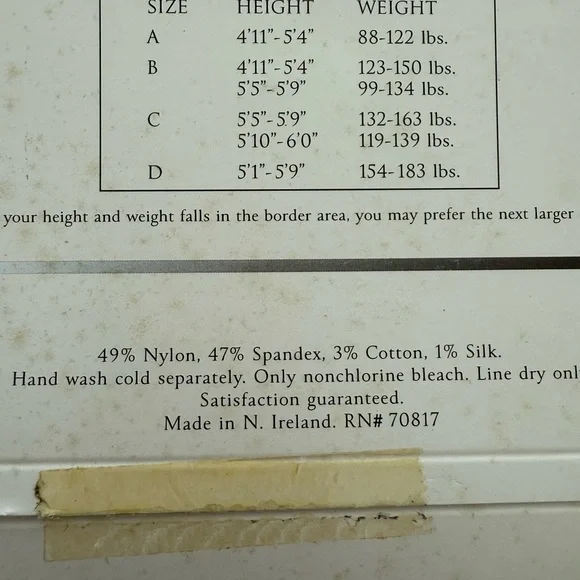 SIZE HEIGHT WEIGHT
A 4'11"-5'4" 88-122 lbs.
B 4'11"-5'4" 123-150 lbs.
5'5"-5'9" 99-134 lbs.
C 5'5"-5'9" 132-163 lbs.
5'10"-6'0" 119-139 lbs.
D 5'1"-5'9" 154-183 lbs.
your height and weight falls in the border area, you may prefer the next larger
49% Nylon, 47% Spandex, 3% Cotton, 1% Silk.
Hand wash cold separately. Only nonchlorine bleach. Line dry onl
Satisfaction guaranteed.
Made in N. Ireland. RN# 70817